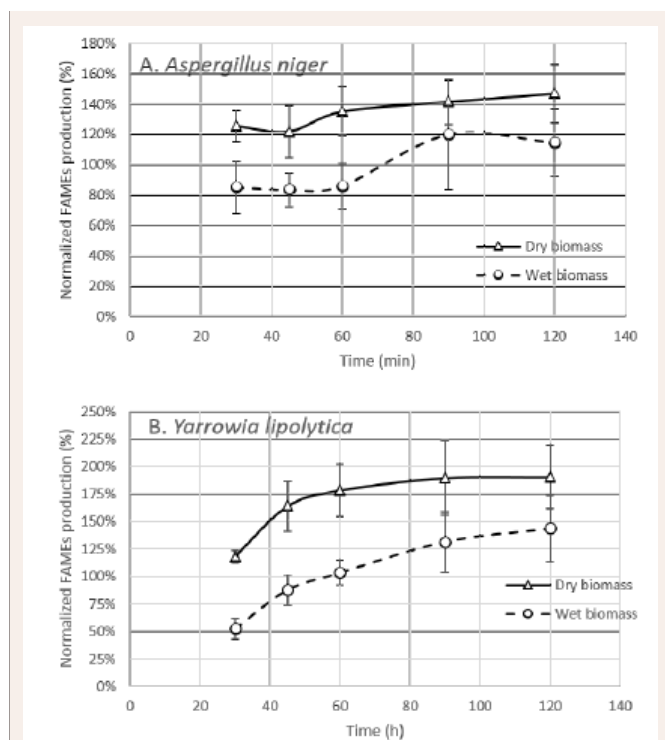 180%
160%
140%
120%
100%
80%
60%
40%
20%
0%
Normalized FAMEs production (%)
A. Aspergillus niger
Dry biomass
Wet biomass
0 20 40 60 80 100 120 140
Time (min)
250%
225%
200%
175%
150%
125%
100%
75%
50%
25%
0%
Normalized FAMEs production (%)
B. Yarrowia lipolytica
Dry biomass
Wet biomass
0 20 40 60 80 100 120 140
Time (h)